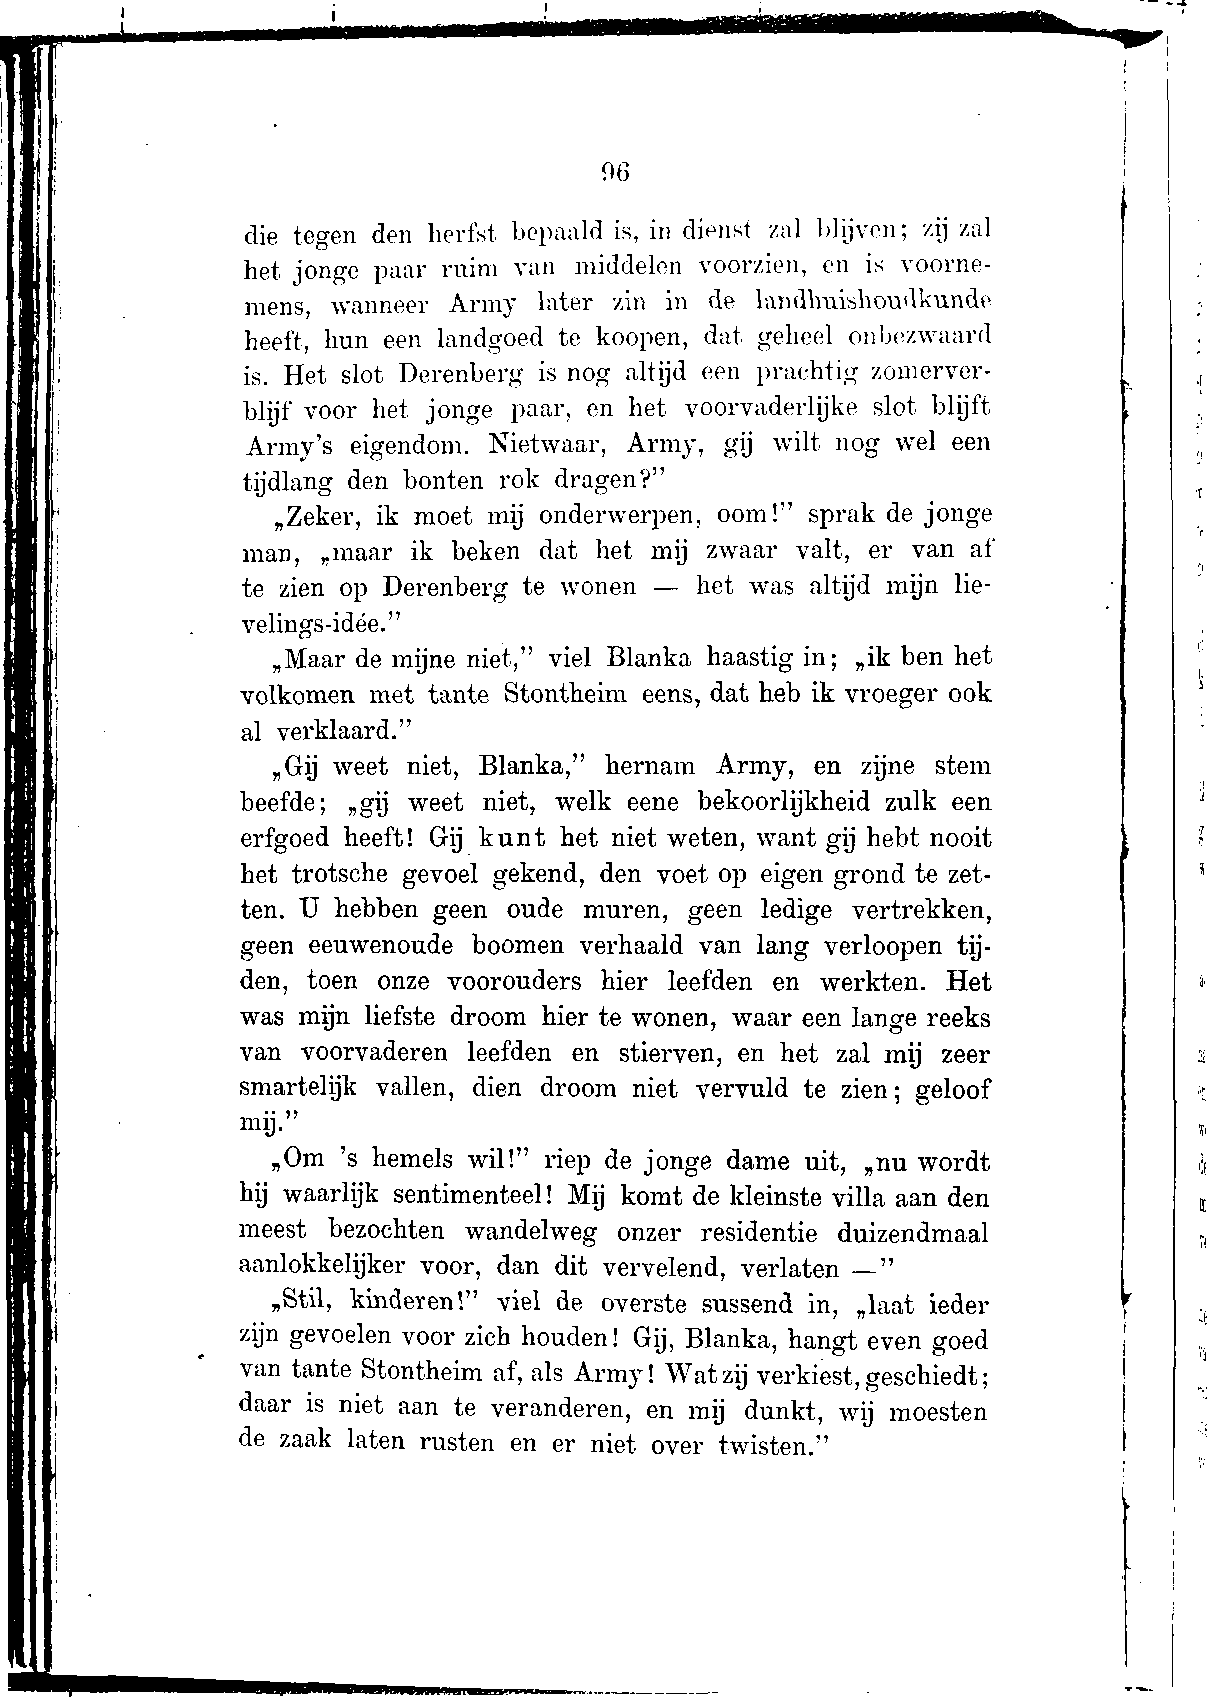 96
die tegen den herfst bepaald is, in dienst zal blijven; zij zal
het jonge paar ruim van middelen voorzien, en is voorne-
mens, wanneer Army later zin in de landhuishoudkunde
heeft, hun een landgoed te koopen, dat geheel onbezwaard
is. Het slot Derenberg is nog altijd een prachtig zomerver-
blijf voor het jonge paar, en het voorvaderlijke slot blijft
Army's eigendom. Nietwaar, Army, gij wilt nog wel een
tijdlang den bonten rok dragen?”
„Zeker, ik moet mij onderwerpen, oom!” sprak de jonge
man, „maar ik beken dat het mij zwaar valt, er van af
te zien op Derenberg te wonen — het was altijd mijn lie-
velings-idée.”
„Maar de mijne niet,” viel Blanka haastig in; „ik ben het
volkomen met tante Stontheim eens, dat heb ik vroeger ook
al verklaard.”
„Gij weet niet, Blanka,” hernam Army, en zijne stem
beefde; „gij weet niet, welk eene bekoorlijkheid zulk een
erfgoed heeft! Gij kunt het niet weten, want gij hebt nooit
het trotsche gevoel gekend, den voet op eigen grond te zet-
ten. U hebben geen oude muren, geen ledige vertrekken,
geen eeuwenoude boomen verhaald van lang verloopen tij-
den, toen onze voorouders hier leefden en werkten. Het
was mijn liefste droom hier te wonen, waar een lange reeks
van voorvaderen leefden en stierven, en het zal mij zeer
smartelijk vallen, dien droom niet vervuld te zien; geloof
mij.”
„Om 's hemels wil!” riep de jonge dame uit, „nu wordt
hij waarlijk sentimenteel! Mij komt de kleinste villa aan den
meest bezochten wandelweg onzer residentie duizendmaal
aanlokkelijker voor, dan dit vervelend, verlaten —”
„Stil, kinderen!” viel de overste sussend in, „laat ieder
zijn gevoelen voor zich houden! Gij, Blanka, hangt even goed
van tante Stontheim af, als Army! Wat zij verkiest, geschiedt;
daar is niet aan te veranderen, en mij dunkt, wij moesten
de zaak laten rusten en er niet over twisten.”